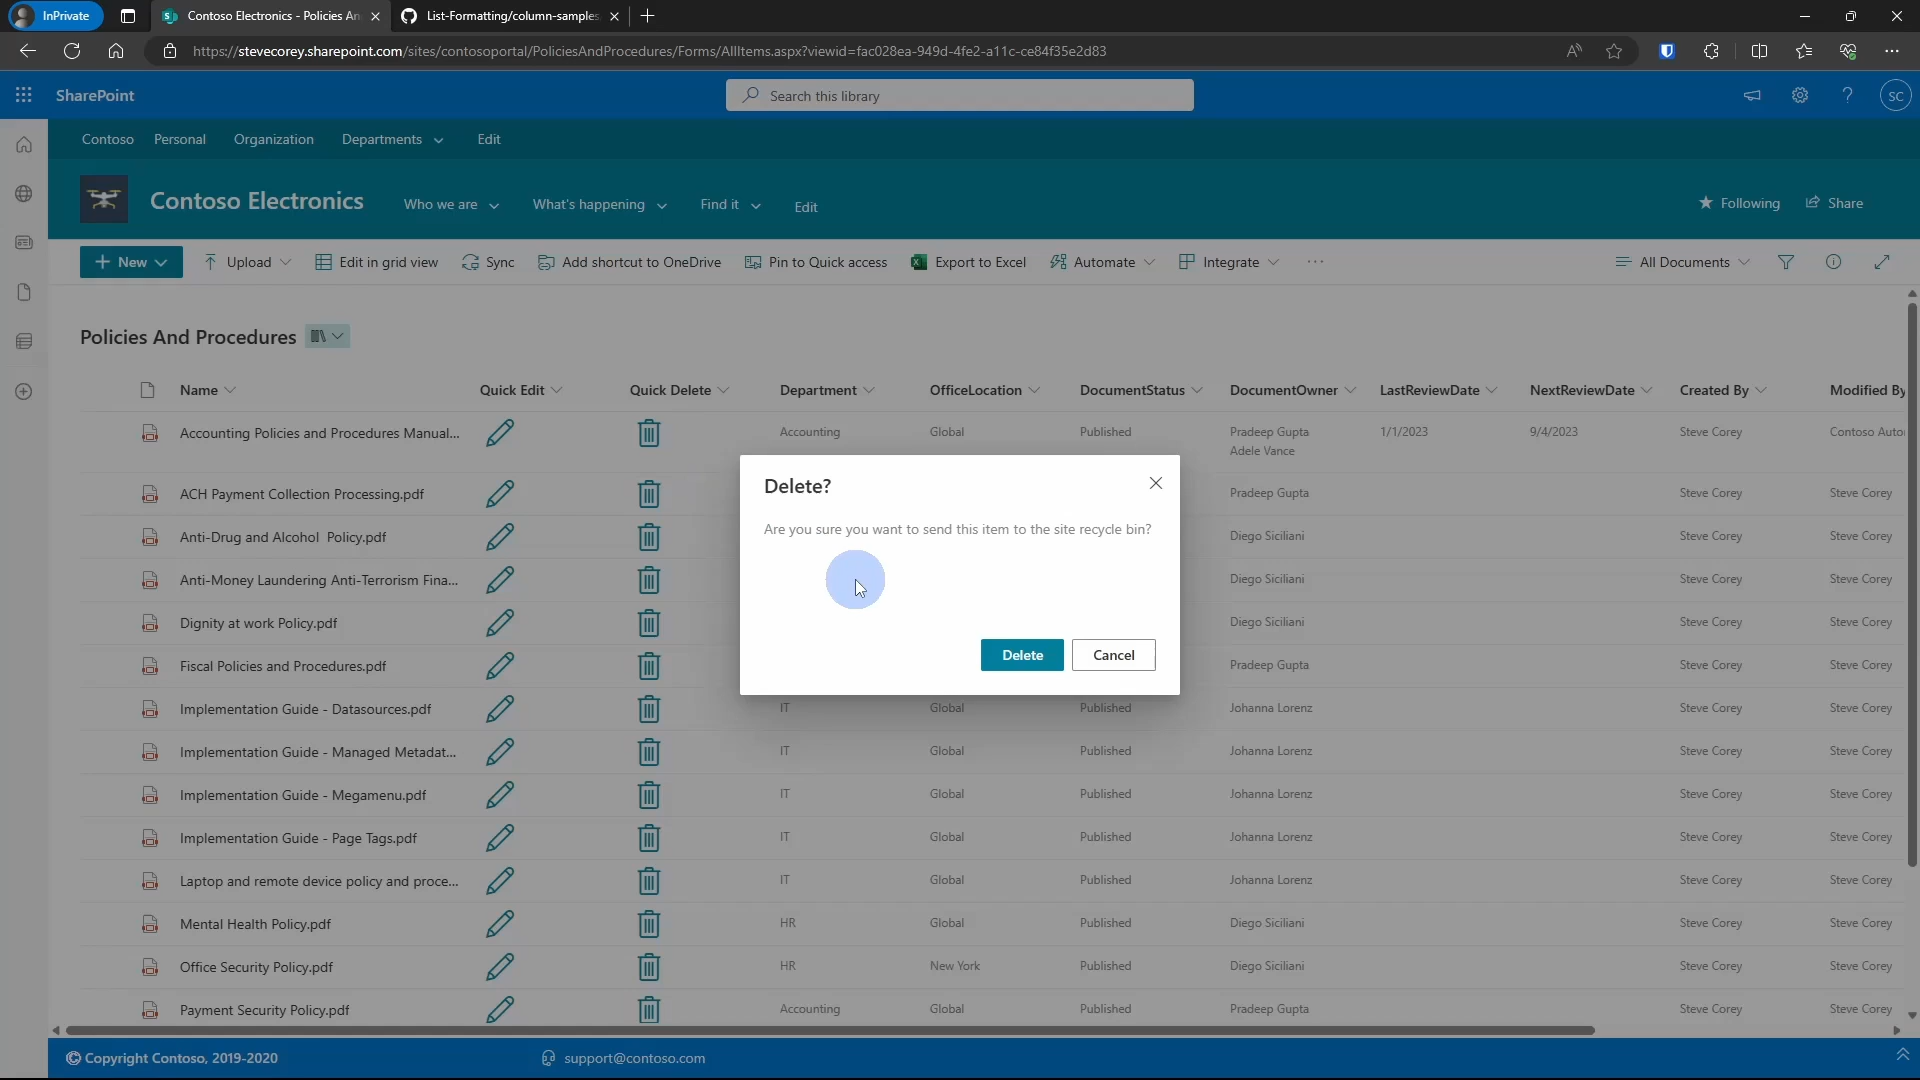 InPrivate
Contoso Electronics - Policies An
List-Formatting/column-samples
https://stevecorey.sharepoint.com/sites/contosoportal/PoliciesAndProcedures/Forms/AllItems.aspx?viewid=fac028ea-949d-4fe2-a11c-ce84f35e2d83
SharePoint
Search this library
SC
Contoso Personal Organization Departments Edit
Contoso Electronics Who we are What's happening Find it Edit
Following Share
New Upload Edit in grid view Sync Add shortcut to OneDrive Pin to Quick access Export to Excel Automate Integrate ... All Documents
Policies And Procedures
Name Quick Edit Quick Delete Department OfficeLocation DocumentStatus DocumentOwner LastReviewDate NextReviewDate Created By Modified By
Accounting Policies and Procedures Manual... Accounting Global Published Pradeep Gupta 1/1/2023 9/4/2023 Steve Corey Contoso Auto
Adele Vance
Delete?
Are you sure you want to send this item to the site recycle bin?
Delete Cancel
ACH Payment Collection Processing.pdf Pradeep Gupta Steve Corey Steve Corey
Anti-Drug and Alcohol Policy.pdf Diego Siciliani Steve Corey Steve Corey
Anti-Money Laundering Anti-Terrorism Fina... Diego Siciliani Steve Corey Steve Corey
Dignity at work Policy.pdf Diego Siciliani Steve Corey Steve Corey
Fiscal Policies and Procedures.pdf Pradeep Gupta Steve Corey Steve Corey
Implementation Guide - Datasources.pdf IT Global Published Johanna Lorenz Steve Corey Steve Corey
Implementation Guide - Managed Metadat... IT Global Published Johanna Lorenz Steve Corey Steve Corey
Implementation Guide - Megamenu.pdf IT Global Published Johanna Lorenz Steve Corey Steve Corey
Implementation Guide - Page Tags.pdf IT Global Published Johanna Lorenz Steve Corey Steve Corey
Laptop and remote device policy and proce... IT Global Published Johanna Lorenz Steve Corey Steve Corey
Mental Health Policy.pdf HR Global Published Diego Siciliani Steve Corey Steve Corey
Office Security Policy.pdf HR New York Published Diego Siciliani Steve Corey Steve Corey
Payment Security Policy.pdf Accounting Global Published Pradeep Gupta Steve Corey Steve Corey
© Copyright Contoso, 2019-2020 support@contoso.com